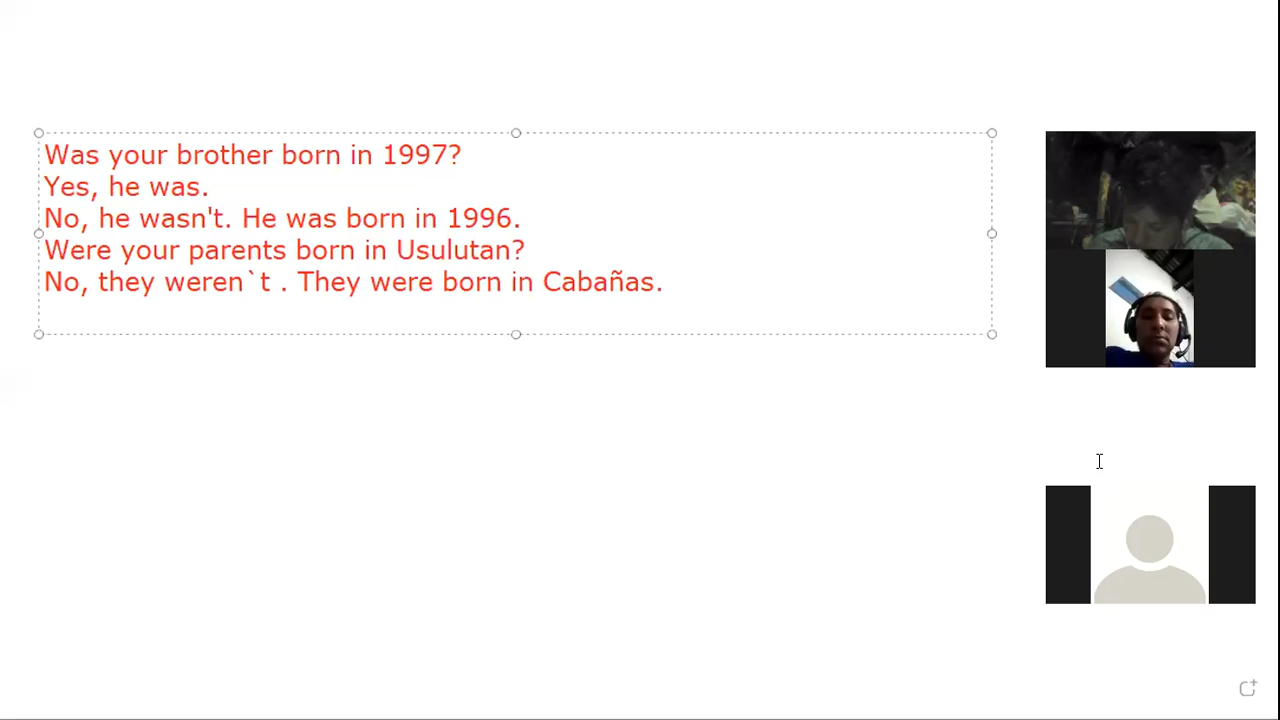 Was your brother born in 1997?
Yes, he was.
No, he wasn't. He was born in 1996.
Were your parents born in Usulutan?
No, they weren`t . They were born in Cabañas.